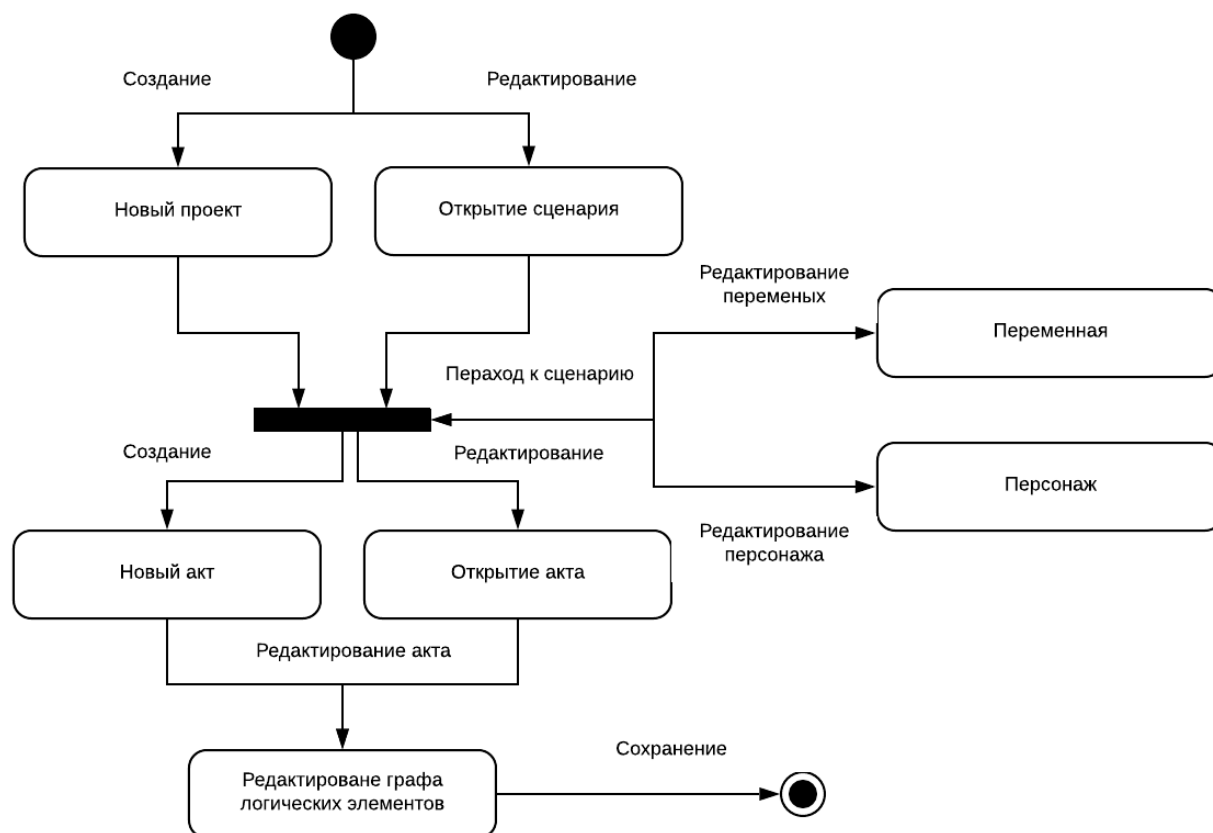 Создание
Редактирование
Новый проект
Открытие сценария
Редактирование
переменых
Переменная
Пераход к сценарию
Создание
Редактирование
Персонаж
Редактирование
персонажа
Новый акт
Открытие акта
Редактирование акта
Сохранение
Редактироване графа
логических элементов